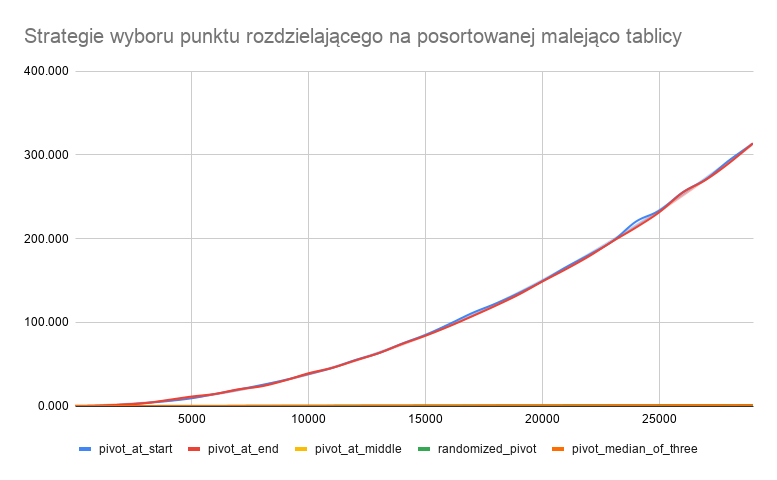 Strategie wyboru punktu rozdzielającego na posortowanej malejąco tablicy
400.000
300.000
200.000
100.000
0.000
5000 10000 15000 20000 25000
pivot_at_start pivot_at_end pivot_at_middle randomized_pivot pivot_median_of_three